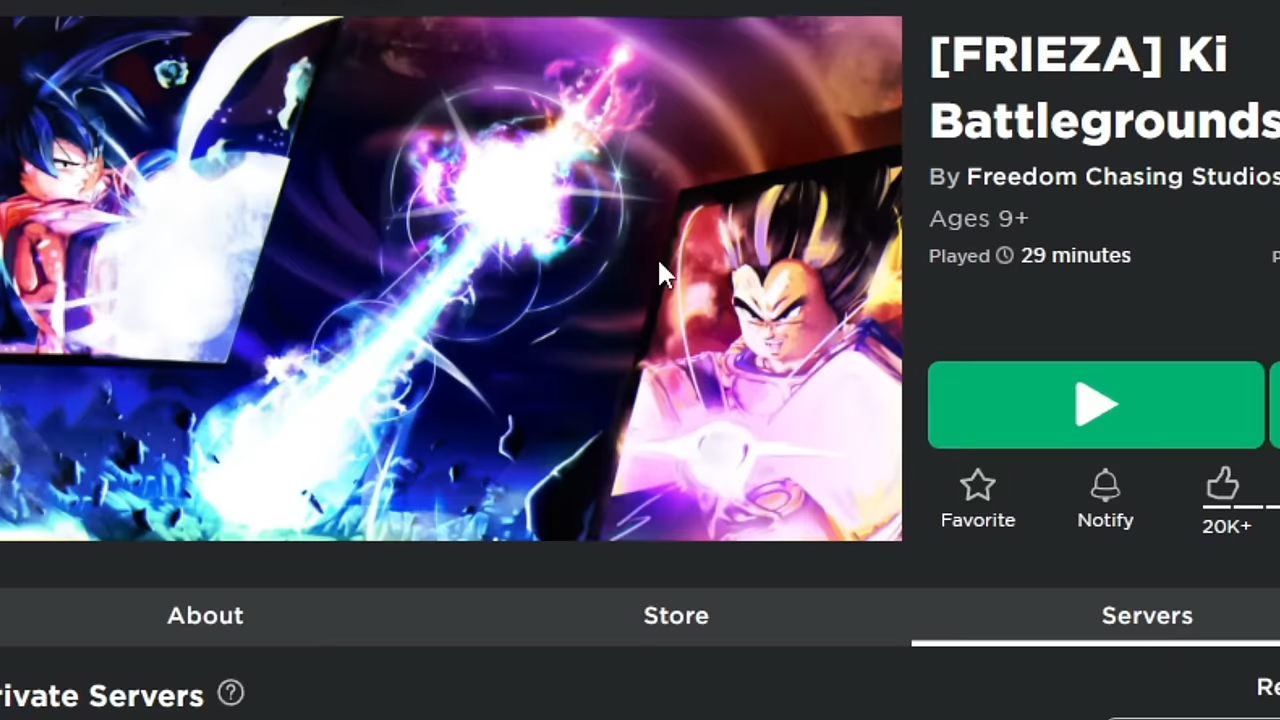 [FRIEZA] Ki
Battlegrounds
By Freedom Chasing Studios
Ages 9+
Played 29 minutes
Favorite
Notify
20K+
About
Store
Servers
rivate Servers
Re